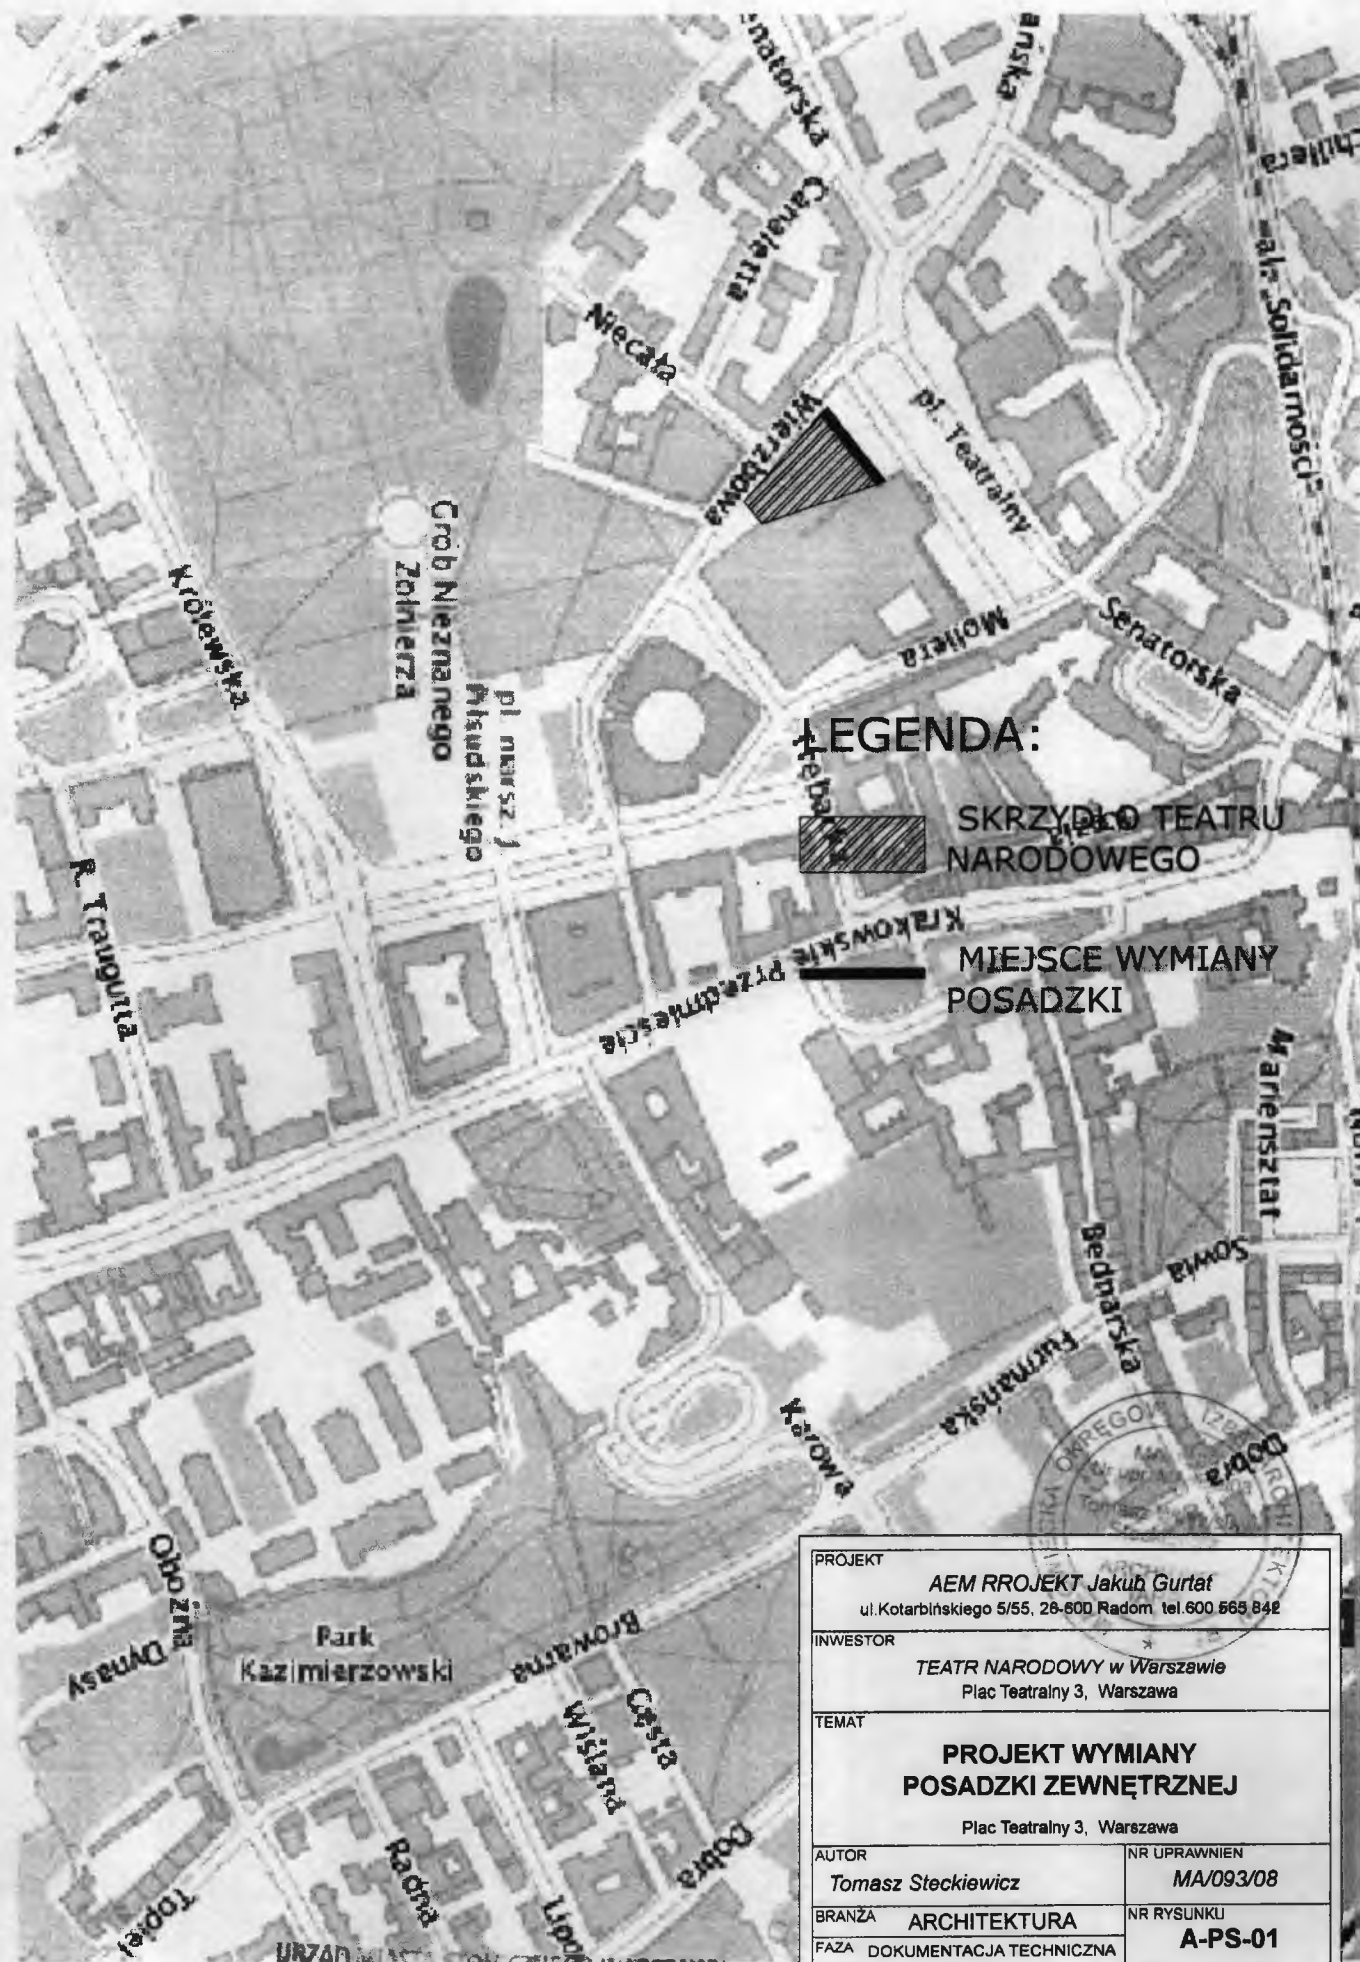 Senatorska
Canaletta
Niecała
Wierzbowa
pl. Teatralny
al. Solidarności
Moliera
Senatorska
Królewska
Grób Nieznanego
Żołnierza
pl. marsz. J.
Piłsudskiego
R. Traugutta
Krakowskie Przedmieście
LEGENDA:
SKRZYDŁO TEATRU
NARODOWEGO
MIEJSCE WYMIANY
POSADZKI
Mariensztat
Bednarska
Sowia
Furmańska
Karowa
Dobra
Oboźna
Dynasy
Park
Kazimierzowski
Browarna
Wiślana
Gęsta
Dobra
Radna
Topiel
PROJEKT
AEM RROJEKT Jakub Gurtat
ul.Kotarbińskiego 5/55, 26-600 Radom tel.600 565 842
INWESTOR
TEATR NARODOWY w Warszawie
Plac Teatralny 3, Warszawa
TEMAT
PROJEKT WYMIANY
POSADZKI ZEWNĘTRZNEJ
Plac Teatralny 3, Warszawa
AUTOR
Tomasz Steckiewicz
NR UPRAWNIEN
MA/093/08
BRANŻA ARCHITEKTURA
NR RYSUNKU
A-PS-01
FAZA DOKUMENTACJA TECHNICZNA